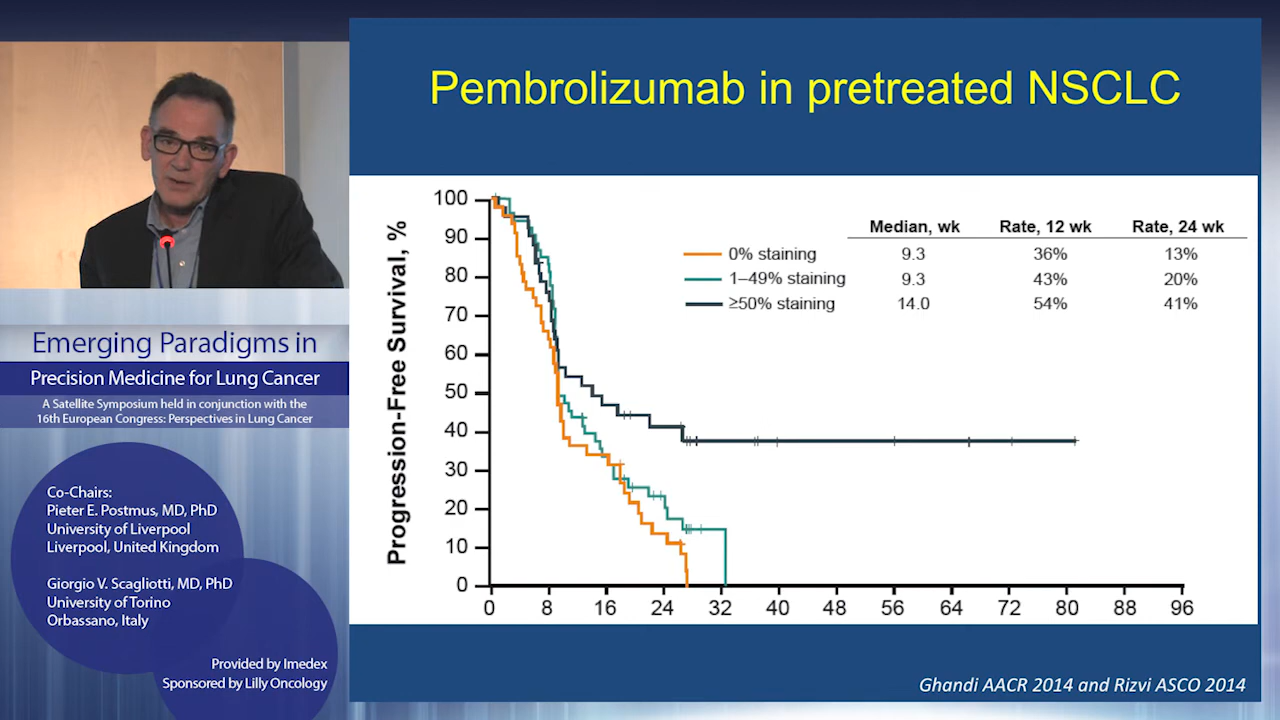 Pembrolizumab in pretreated NSCLC
Progression-Free Survival, %
100
90
80
70
60
50
40
30
20
10
0
0 8 16 24 32 40 48 56 64 72 80 88 96
Median, wk Rate, 12 wk Rate, 24 wk
0% staining 9.3 36% 13%
1–49% staining 9.3 43% 20%
≥50% staining 14.0 54% 41%
Ghandi AACR 2014 and Rizvi ASCO 2014
Emerging Paradigms in
Precision Medicine for Lung Cancer
A Satellite Symposium held in conjunction with the
16th European Congress: Perspectives in Lung Cancer
Co-Chairs:
Pieter E. Postmus, MD, PhD
University of Liverpool
Liverpool, United Kingdom
Giorgio V. Scagliotti, MD, PhD
University of Torino
Orbassano, Italy
Provided by Imedex
Sponsored by Lilly Oncology